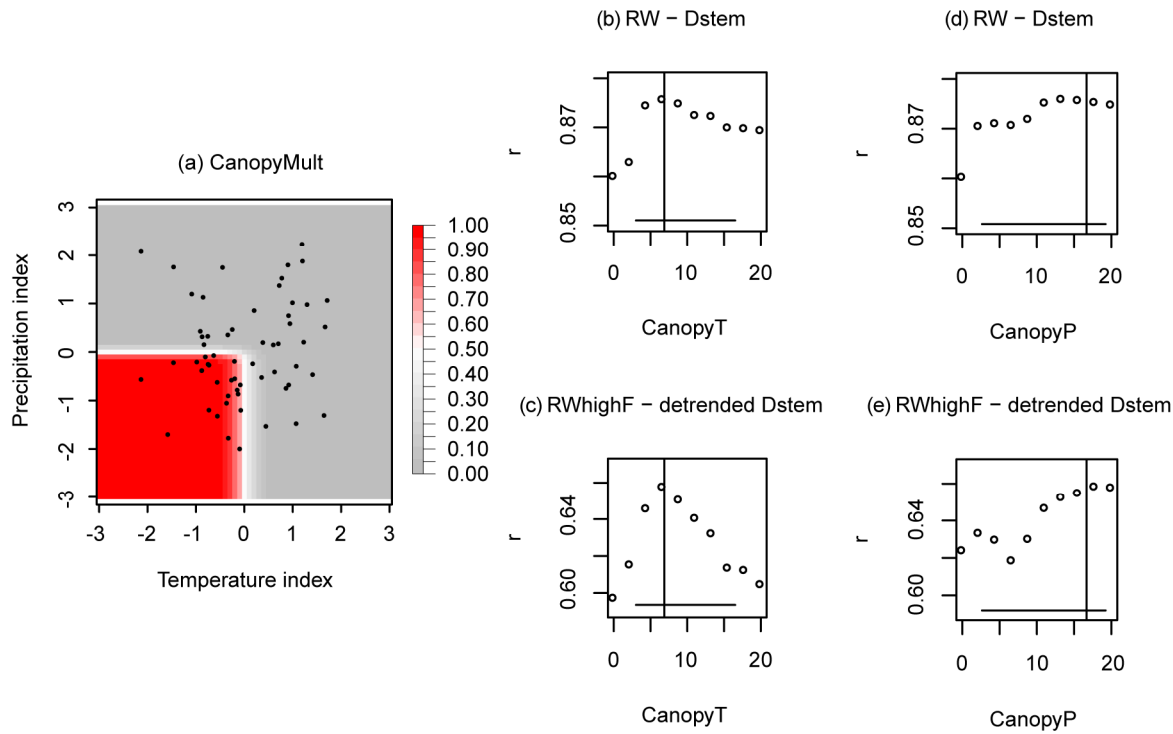 (a) CanopyMult
Precipitation index
3
2
1
0
-1
-2
-3
-3 -2 -1 0 1 2 3
Temperature index
1.00
0.90
0.80
0.70
0.60
0.50
0.40
0.30
0.20
0.10
0.00
(b) RW − Dstem
r
0.87
0.85
0 10 20
CanopyT
(d) RW − Dstem
r
0.87
0.85
0 10 20
CanopyP
(c) RWhighF − detrended Dstem
r
0.64
0.60
0 10 20
CanopyT
(e) RWhighF − detrended Dstem
r
0.64
0.60
0 10 20
CanopyP